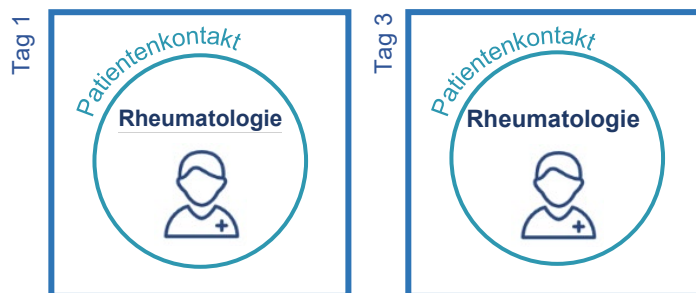 Tag 1
Patientenkontakt
Rheumatologie
Tag 3
Patientenkontakt
Rheumatologie